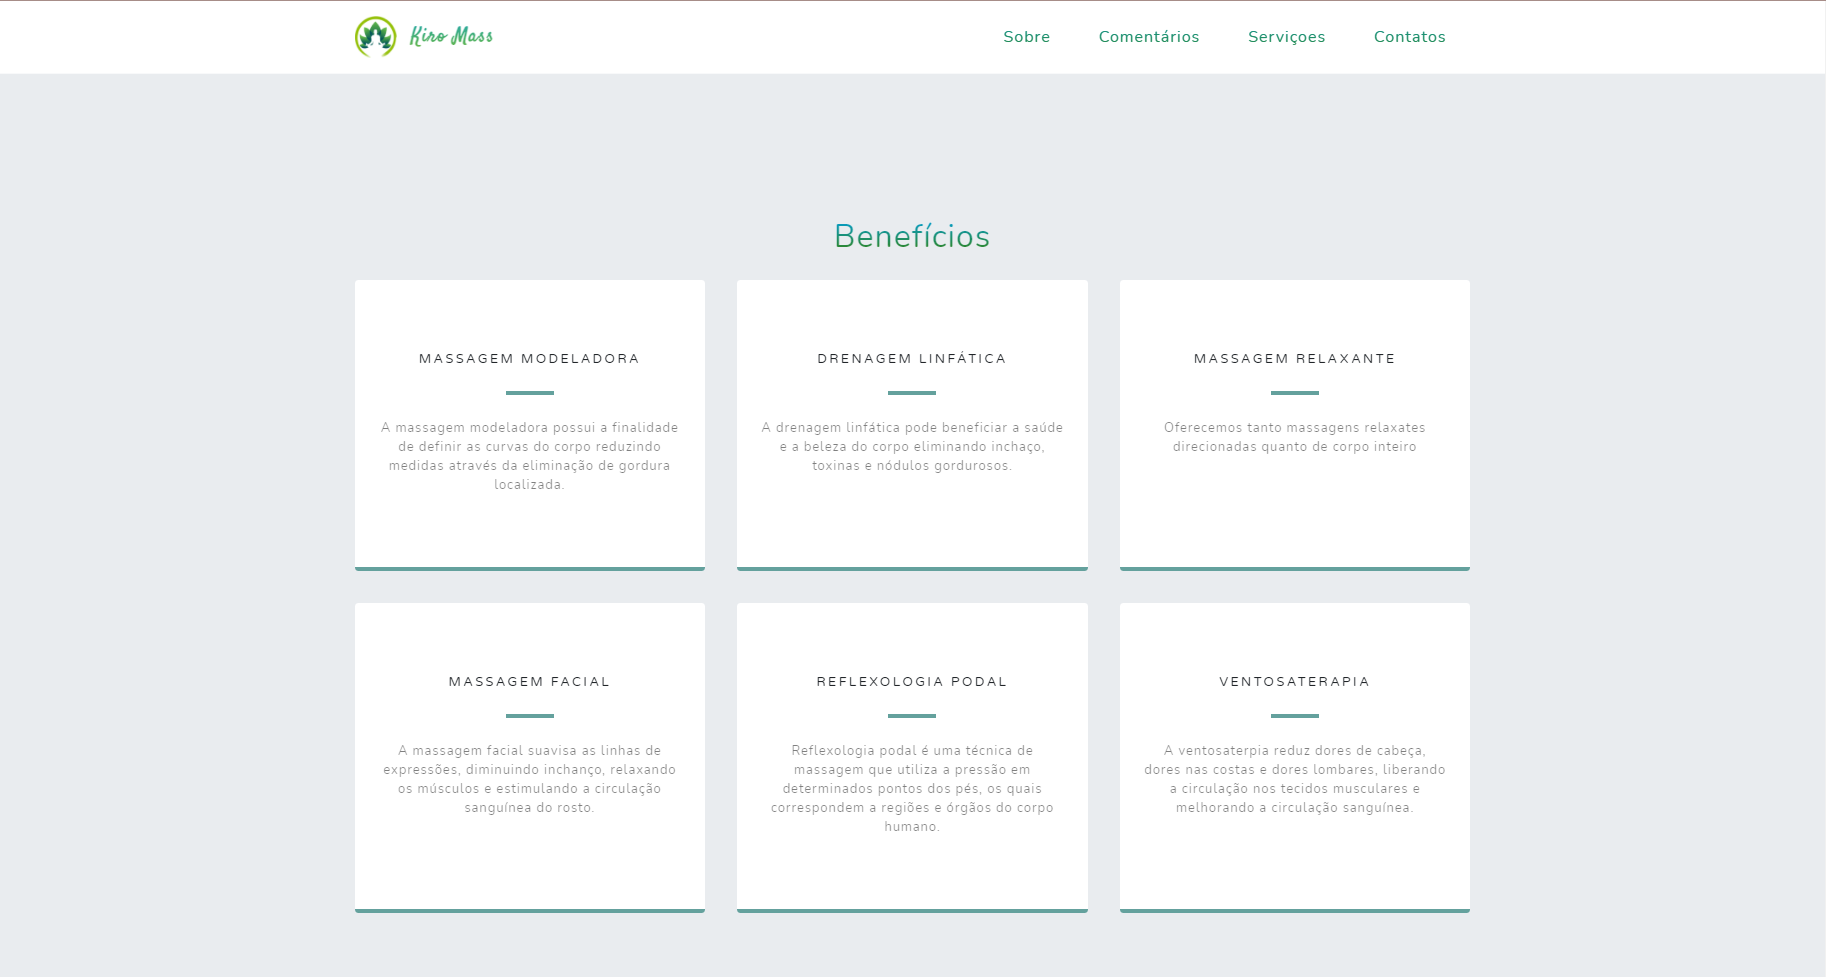 Kiro Mass
Sobre
Comentários
Serviçoes
Contatos
Benefícios
MASSAGEM MODELADORA
A massagem modeladora possui a finalidade
de definir as curvas do corpo reduzindo
medidas através da eliminação de gordura
localizada.
DRENAGEM LINFÁTICA
A drenagem linfática pode beneficiar a saúde
e a beleza do corpo eliminando inchaço,
toxinas e nódulos gordurosos.
MASSAGEM RELAXANTE
Oferecemos tanto massagens relaxates
direcionadas quanto de corpo inteiro
MASSAGEM FACIAL
A massagem facial suavisa as linhas de
expressões, diminuindo inchanço, relaxando
os músculos e estimulando a circulação
sanguínea do rosto.
REFLEXOLOGIA PODAL
Reflexologia podal é uma técnica de
massagem que utiliza a pressão em
determinados pontos dos pés, os quais
correspondem a regiões e órgãos do corpo
humano.
VENTOSATERAPIA
A ventosaterpia reduz dores de cabeça,
dores nas costas e dores lombares, liberando
a circulação nos tecidos musculares e
melhorando a circulação sanguínea.